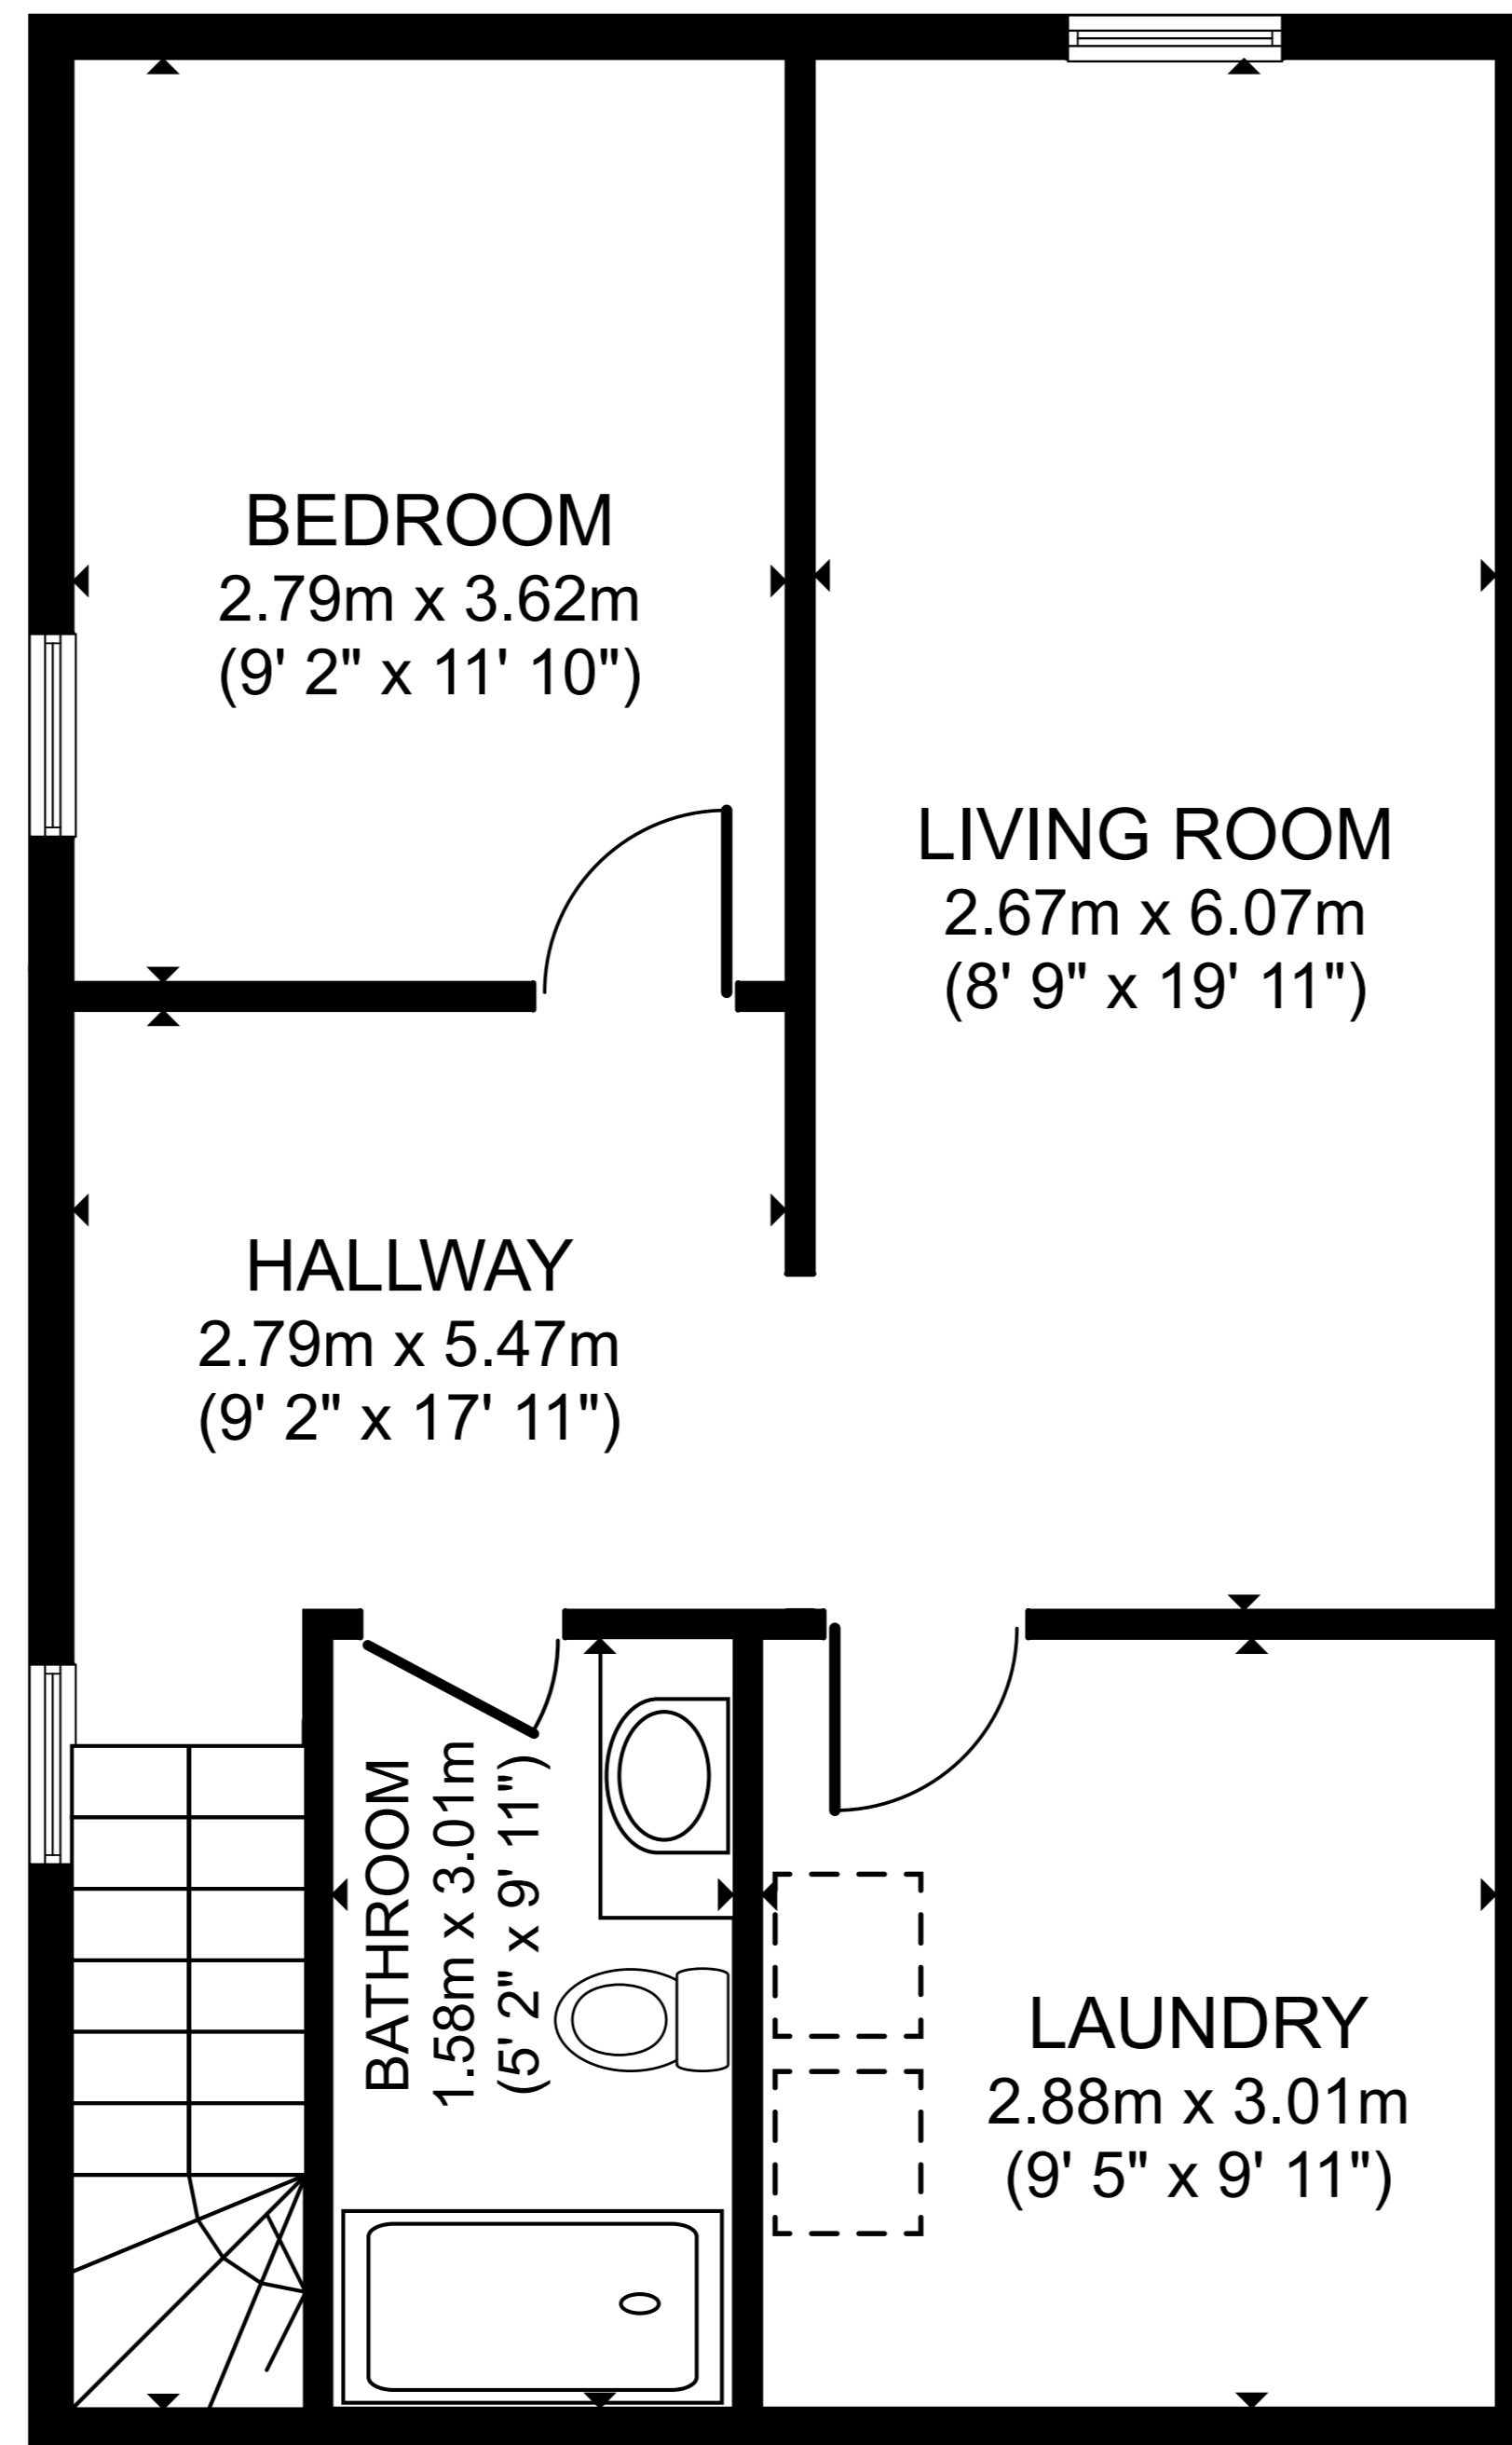 BEDROOM
2.79m x 3.62m
(9' 2" x 11' 10")
LIVING ROOM
2.67m x 6.07m
(8' 9" x 19' 11")
HALLWAY
2.79m x 5.47m
(9' 2" x 17' 11")
BATHROOM
1.58m x 3.01m
(5' 2" x 9' 11")
LAUNDRY
2.88m x 3.01m
(9' 5" x 9' 11")